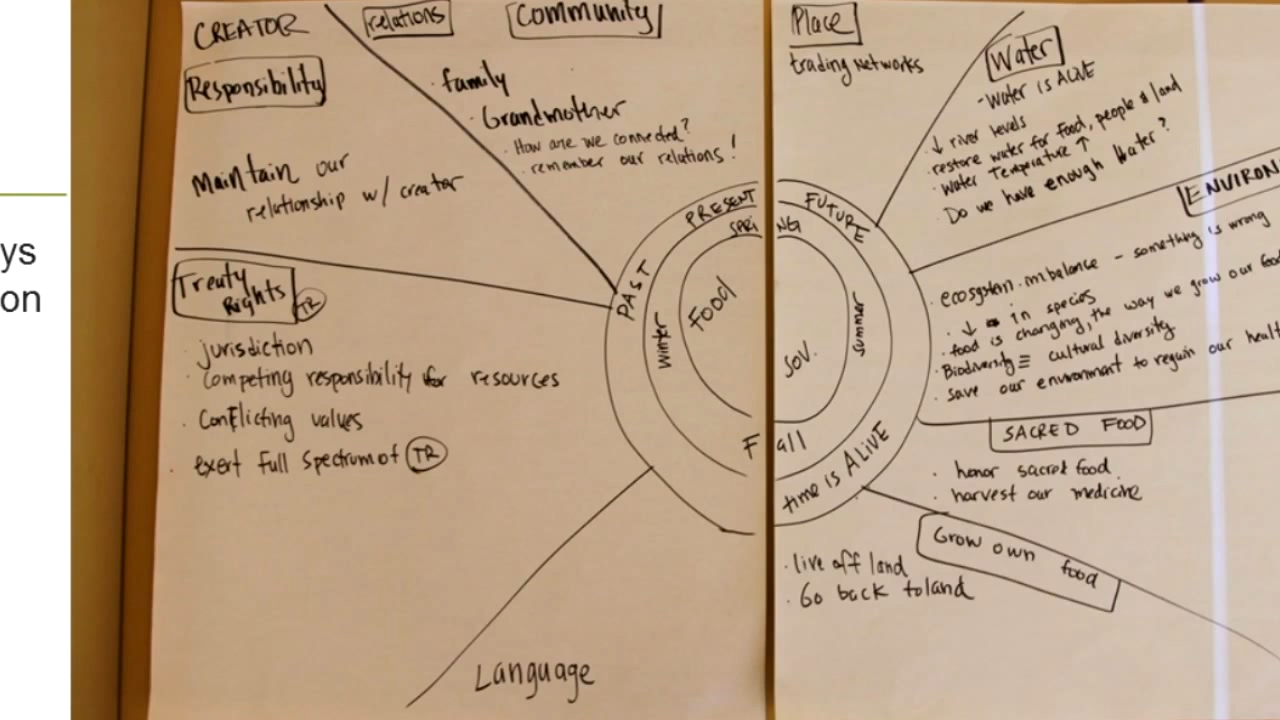 ys
on
CREATOR
Responsibility
Maintain our
relationship w/ creator
relations
Community
· family
· Grandmother
· How are we connected?
· remember our relations!
Place
trading Networks
Water
- Water is ALIVE
↓ river levels
restore water for food, people & land
· Water Temperature ↑
· Do we have enough Water?
ENVIRON
· ecosystem imbalance - something is wrong
· ↓ in species
· food is changing, the way we grow our food
· Biodiversity ≡ cultural diversity
· save our environment to regain our healt
Treaty
Rights TR
· jurisdiction
· Competing responsibility for resources
· Conflicting values
· exert full spectrum of TR
PAST
PRESENT
FUTURE
time is ALIVE
SPRING
summer
Fall
Winter
Food
Sov.
SACRED FOOD
· honor sacred food
· harvest our medicine
Grow own food
· live off land
· Go back to land
Language